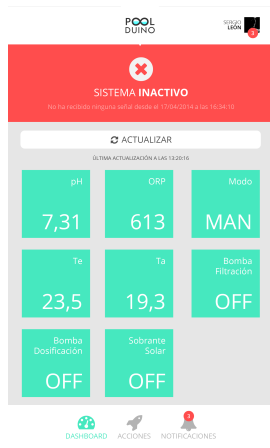 POOL
DUINO
SERGIO
LEÓN
3
SISTEMA INACTIVO
No ha recibido ninguna señal desde el 17/04/2014 a las 16:34:10
ACTUALIZAR
ÚLTIMA ACTUALIZACIÓN A LAS 13:20:16
pH
7,31
ORP
613
Modo
MAN
Te
23,5
Ta
19,3
Bomba
Filtración
OFF
Bomba
Dosificación
OFF
Sobrante
Solar
OFF
3
DASHBOARD
ACCIONES
NOTIFICACIONES